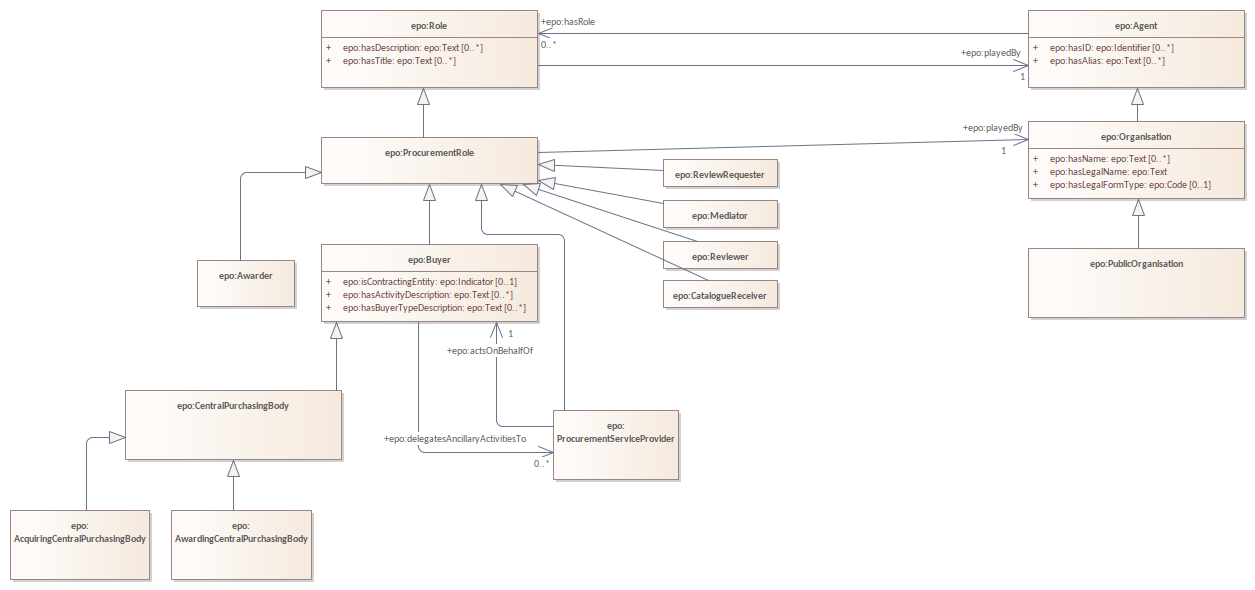 epo:Role
+ epo:hasDescription: epo:Text [0..*]
+ epo:hasTitle: epo:Text [0..*]
+epo:hasRole
0..*
+epo:playedBy
1
epo:Agent
+ epo:hasID: epo:Identifier [0..*]
+ epo:hasAlias: epo:Text [0..*]
epo:ProcurementRole
+epo:playedBy
1
epo:Organisation
+ epo:hasName: epo:Text [0..*]
+ epo:hasLegalName: epo:Text
+ epo:hasLegalFormType: epo:Code [0..1]
epo:ReviewRequester
epo:Mediator
epo:Reviewer
epo:CatalogueReceiver
epo:Awarder
epo:Buyer
+ epo:isContractingEntity: epo:Indicator [0..1]
+ epo:hasActivityDescription: epo:Text [0..*]
+ epo:hasBuyerTypeDescription: epo:Text [0..*]
epo:PublicOrganisation
1
+epo:actsOnBehalfOf
epo:CentralPurchasingBody
+epo:delegatesAncillaryActivitiesTo
0..*
epo:
ProcurementServiceProvider
epo:
AcquiringCentralPurchasingBody
epo:
AwardingCentralPurchasingBody